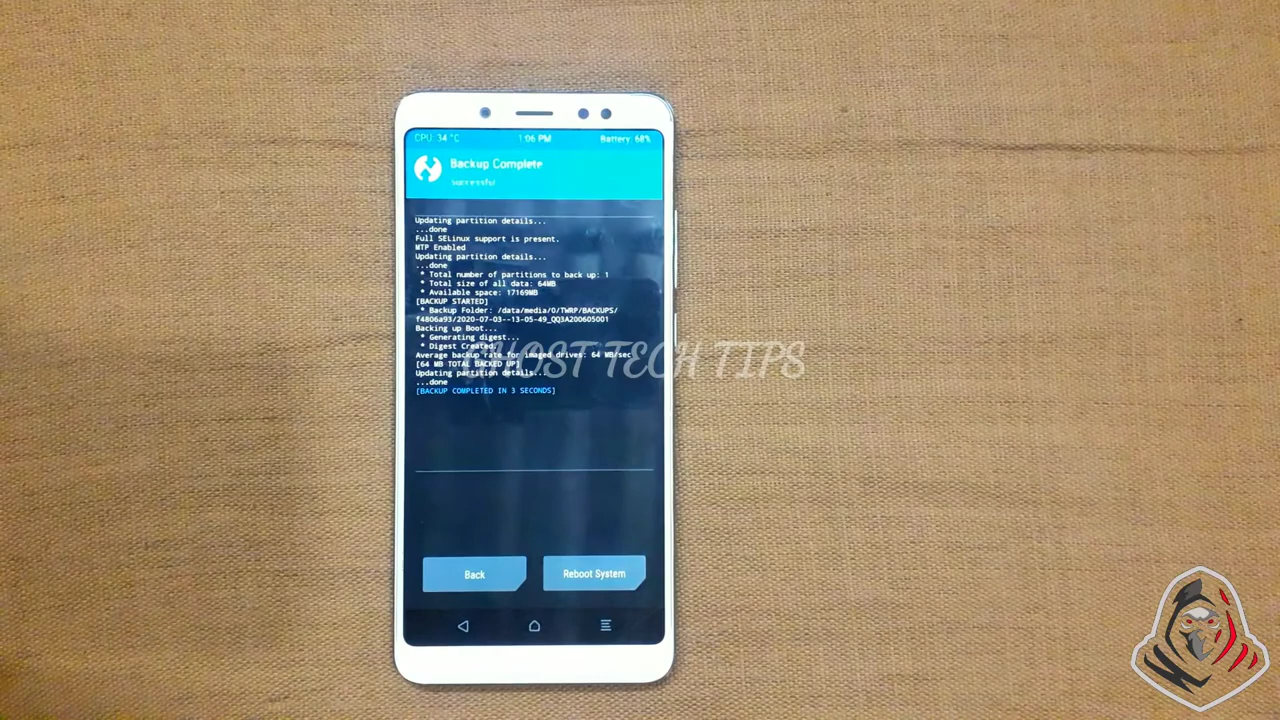 CPU: 34 °C 1:06 PM Battery: 68%
Backup Complete
Successful
Updating partition details...
...done
Full SELinux support is present.
MTP Enabled
Updating partition details...
...done
* Total number of partitions to back up: 1
* Total size of all data: 64MB
* Available space: 17169MB
[BACKUP STARTED]
* Backup Folder: /data/media/0/TWRP/BACKUPS/
f4806a93/2020-07-03--13-05-49_QQ3A200605001
Backing up Boot...
* Generating digest...
* Digest Created.
Average backup rate for imaged drives: 64 MB/sec
[64 MB TOTAL BACKED UP]
Updating partition details...
...done
[BACKUP COMPLETED IN 3 SECONDS]
GHOST TECH TIPS
Back Reboot System